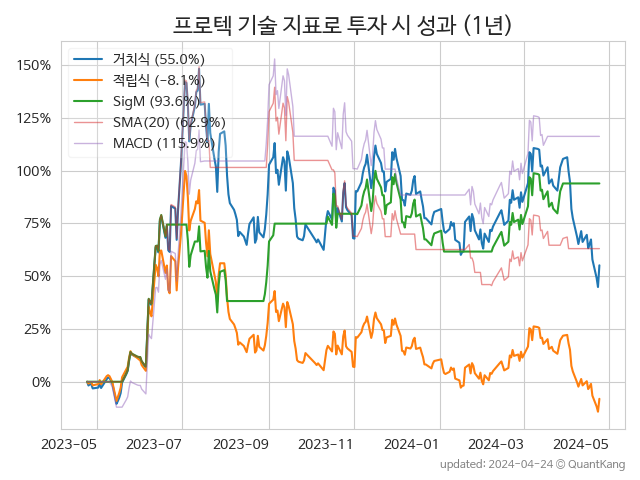 프로텍 기술 지표로 투자 시 성과 (1년)
거치식 (55.0%)
적립식 (−8.1%)
SigM (93.6%)
SMA(20) (62.9%)
MACD (115.9%)
150%
125%
100%
75%
50%
25%
0%
2023-05 2023-07 2023-09 2023-11 2024-01 2024-03 2024-05
updated: 2024-04-24 © QuantKang